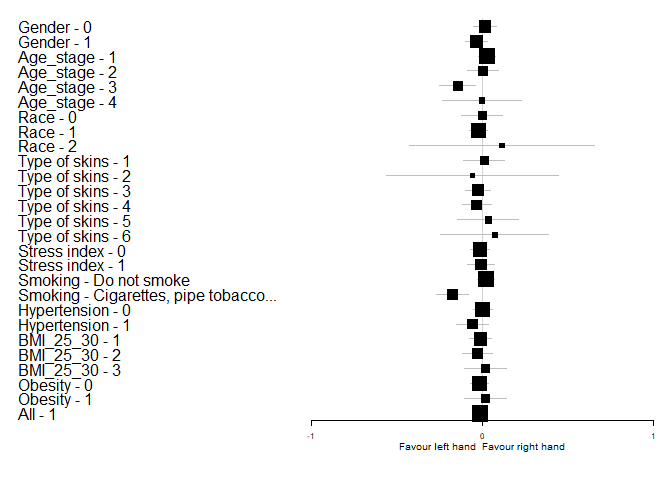 Gender - 0
Gender - 1
Age_stage - 1
Age_stage - 2
Age_stage - 3
Age_stage - 4
Race - 0
Race - 1
Race - 2
Type of skins - 1
Type of skins - 2
Type of skins - 3
Type of skins - 4
Type of skins - 5
Type of skins - 6
Stress index - 0
Stress index - 1
Smoking - Do not smoke
Smoking - Cigarettes, pipe tobacco...
Hypertension - 0
Hypertension - 1
BMI_25_30 - 1
BMI_25_30 - 2
BMI_25_30 - 3
Obesity - 0
Obesity - 1
All - 1
-1 0 1
Favour left hand Favour right hand